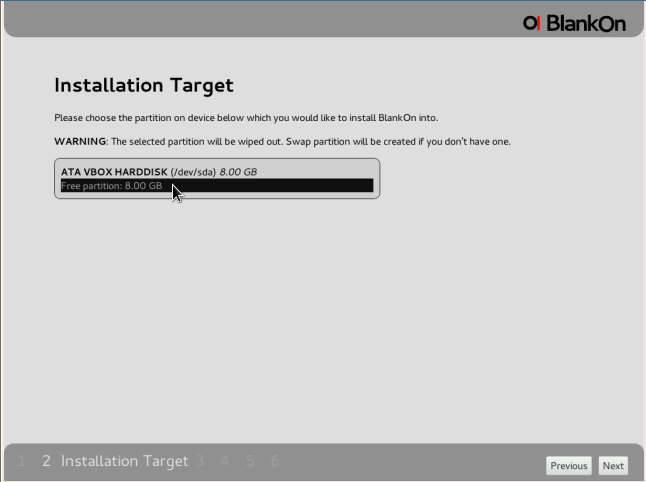 BlankOn
Installation Target
Please choose the partition on device below which you would like to install BlankOn into.
WARNING: The selected partition will be wiped out. Swap partition will be created if you don't have one.
ATA VBOX HARDDISK (/dev/sda) 8.00 GB
Free partition: 8.00 GB
1 2 Installation Target 3 4 5 6
Previous Next